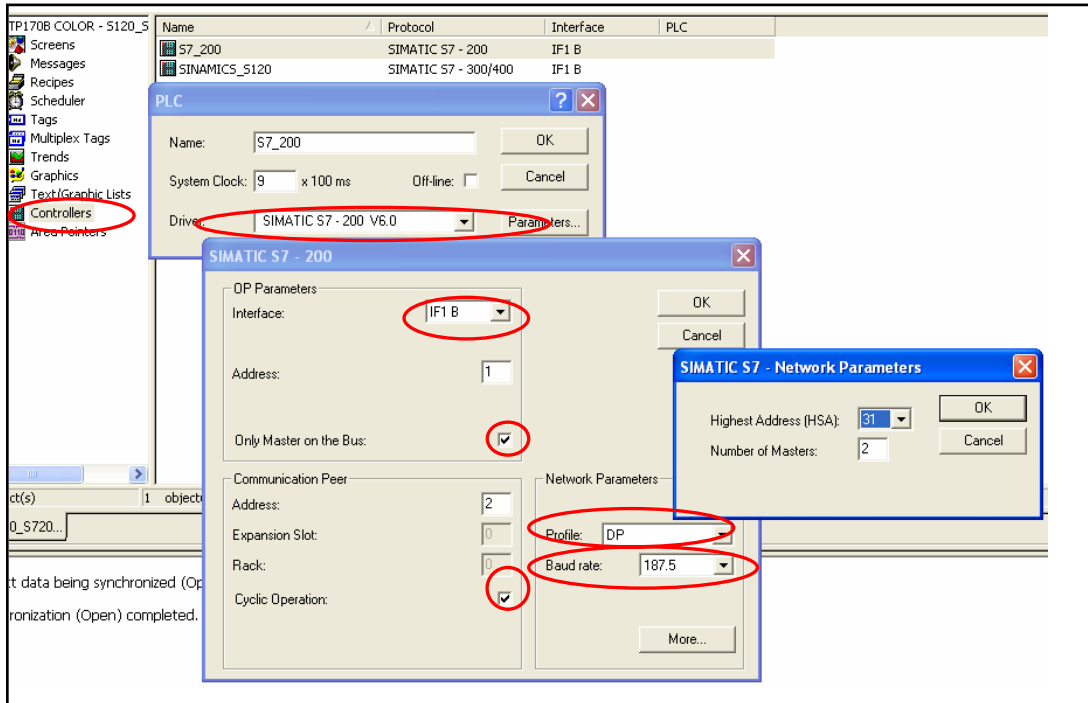 TP170B COLOR - S120_S
Name Protocol Interface PLC
Screens
Messages
Recipes
Scheduler
Tags
Multiplex Tags
Trends
Graphics
Text/Graphic Lists
Controllers
Area Pointers
S7_200 SIMATIC S7 - 200 IF1 B
SINAMICS_S120 SIMATIC S7 - 300/400 IF1 B
PLC
Name: S7_200 OK
System Clock: 9 x 100 ms Off-line: Cancel
Driver: SIMATIC S7 - 200 V6.0 Parameters...
SIMATIC S7 - 200
OP Parameters
Interface: IF1 B OK
Cancel
Address: 1
Only Master on the Bus:
Communication Peer
Address: 2
Expansion Slot: 0
Rack: 0
Cyclic Operation:
Network Parameters
Profile: DP
Baud rate: 187.5
More...
SIMATIC S7 - Network Parameters
Highest Address (HSA): 31 OK
Number of Masters: 2 Cancel
ct(s) 1 object
0_S720...
t data being synchronized (Op
ronization (Open) completed.